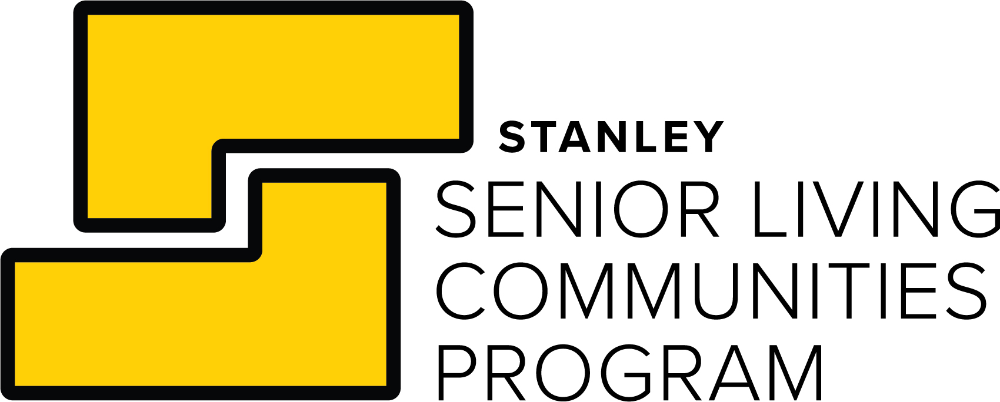 STANLEY
SENIOR LIVING
COMMUNITIES
PROGRAM